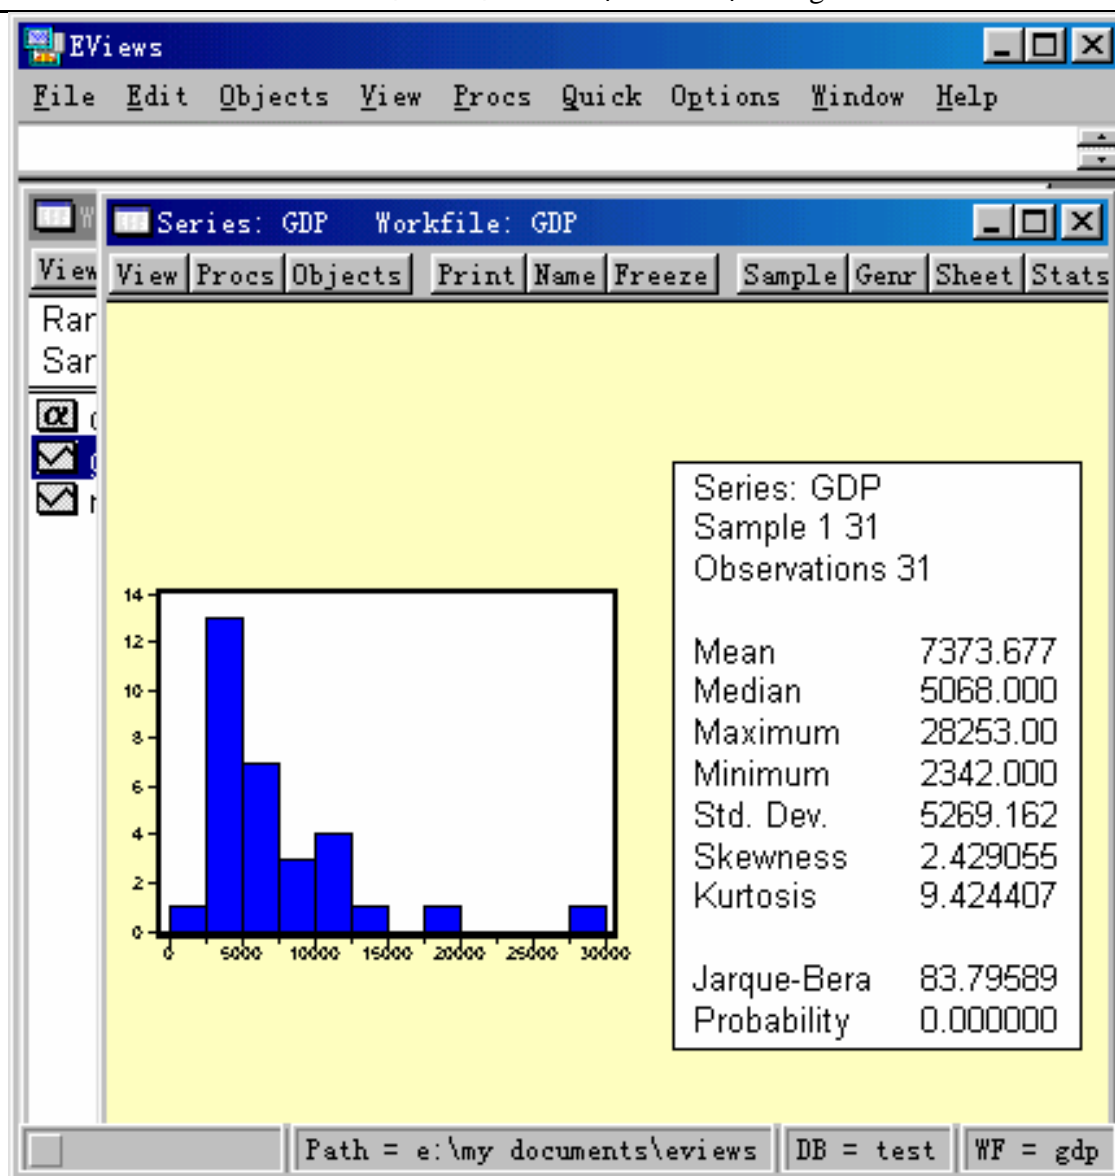 EViews
File Edit Objects View Procs Quick Options Window Help
Series: GDP Workfile: GDP
View View Procs Objects Print Name Freeze Sample Genr Sheet Stats
Ran
Sam
Series: GDP
Sample 1 31
Observations 31
Mean 7373.677
Median 5068.000
Maximum 28253.00
Minimum 2342.000
Std. Dev. 5269.162
Skewness 2.429055
Kurtosis 9.424407
Jarque-Bera 83.79589
Probability 0.000000
14
12
10
8
6
4
2
0
0 5000 10000 15000 20000 25000 30000
Path = e:\my documents\eviews DB = test WF = gdp